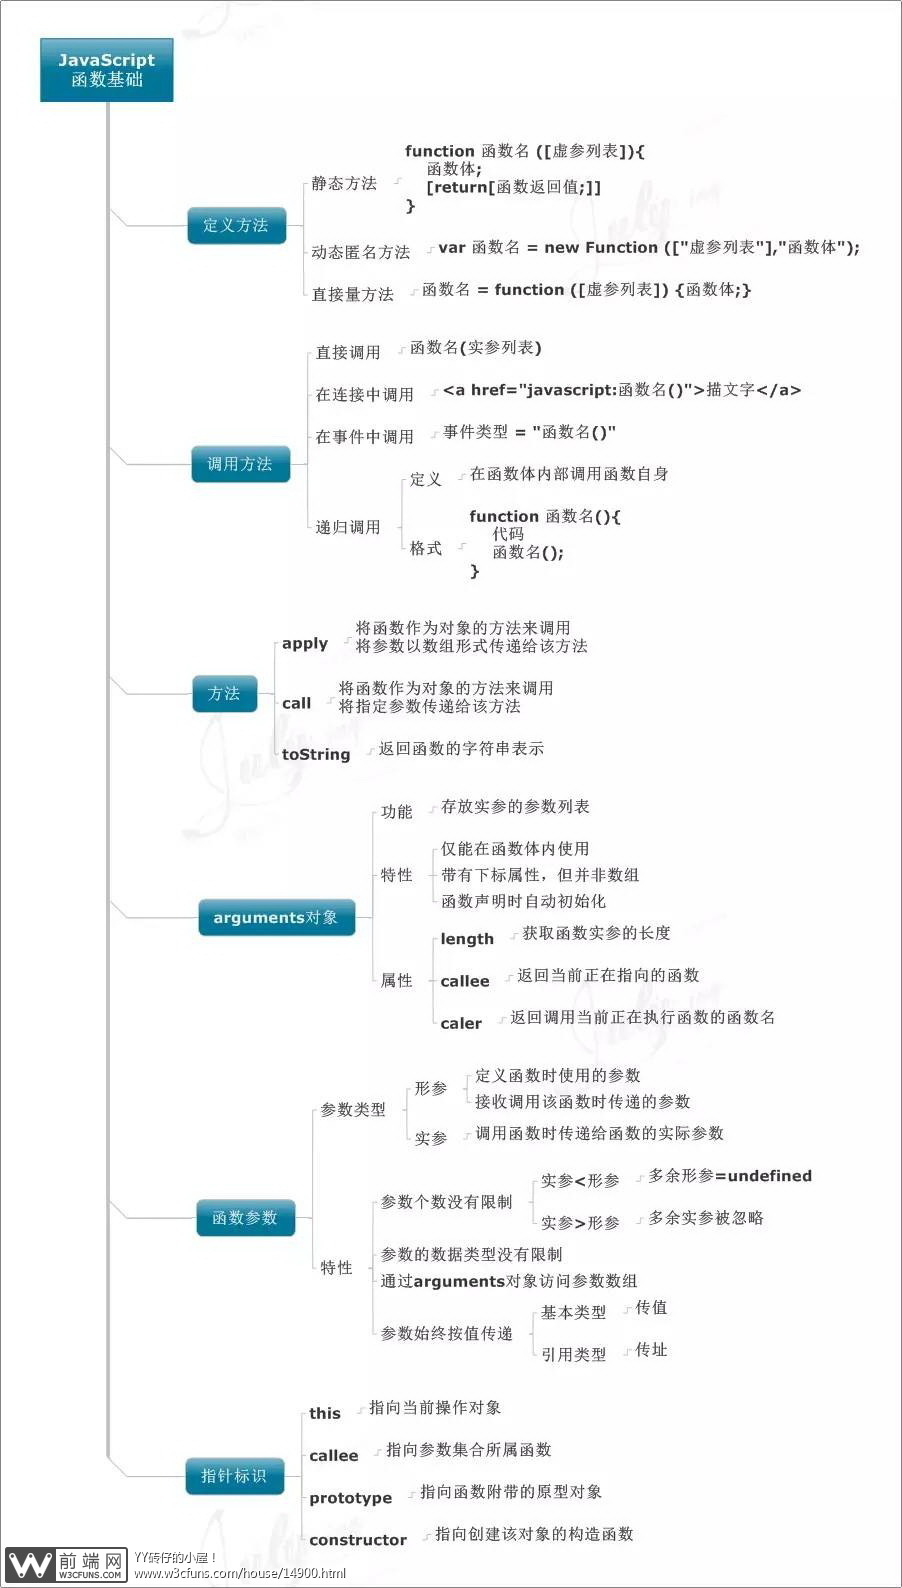 JavaScript
函数基础
定义方法
静态方法
function 函数名 ([虚参列表]){
函数体;
[return[函数返回值;]]
}
动态匿名方法
var 函数名 = new Function (["虚参列表"],"函数体");
直接量方法
函数名 = function ([虚参列表]) {函数体;}
调用方法
直接调用
函数名(实参列表)
在连接中调用
<a href="javascript:函数名()">描文字</a>
在事件中调用
事件类型 = "函数名()"
递归调用
定义
在函数体内部调用函数自身
格式
function 函数名(){
代码
函数名();
}
方法
apply
将函数作为对象的方法来调用
将参数以数组形式传递给该方法
call
将函数作为对象的方法来调用
将指定参数传递给该方法
toString
返回函数的字符串表示
arguments对象
功能
存放实参的参数列表
特性
仅能在函数体内使用
带有下标属性，但并非数组
函数声明时自动初始化
属性
length
获取函数实参的长度
callee
返回当前正在指向的函数
caler
返回调用当前正在执行函数的函数名
函数参数
参数类型
形参
定义函数时使用的参数
接收调用该函数时传递的参数
实参
调用函数时传递给函数的实际参数
特性
参数个数没有限制
实参<形参
多余形参=undefined
实参>形参
多余实参被忽略
参数的数据类型没有限制
通过arguments对象访问参数数组
参数始终按值传递
基本类型
传值
引用类型
传址
指针标识
this
指向当前操作对象
callee
指向参数集合所属函数
prototype
指向函数附带的原型对象
constructor
指向创建该对象的构造函数
前端网
W3CFUNS.COM
YY砖仔的小屋！
www.w3cfuns.com/house/14900.html